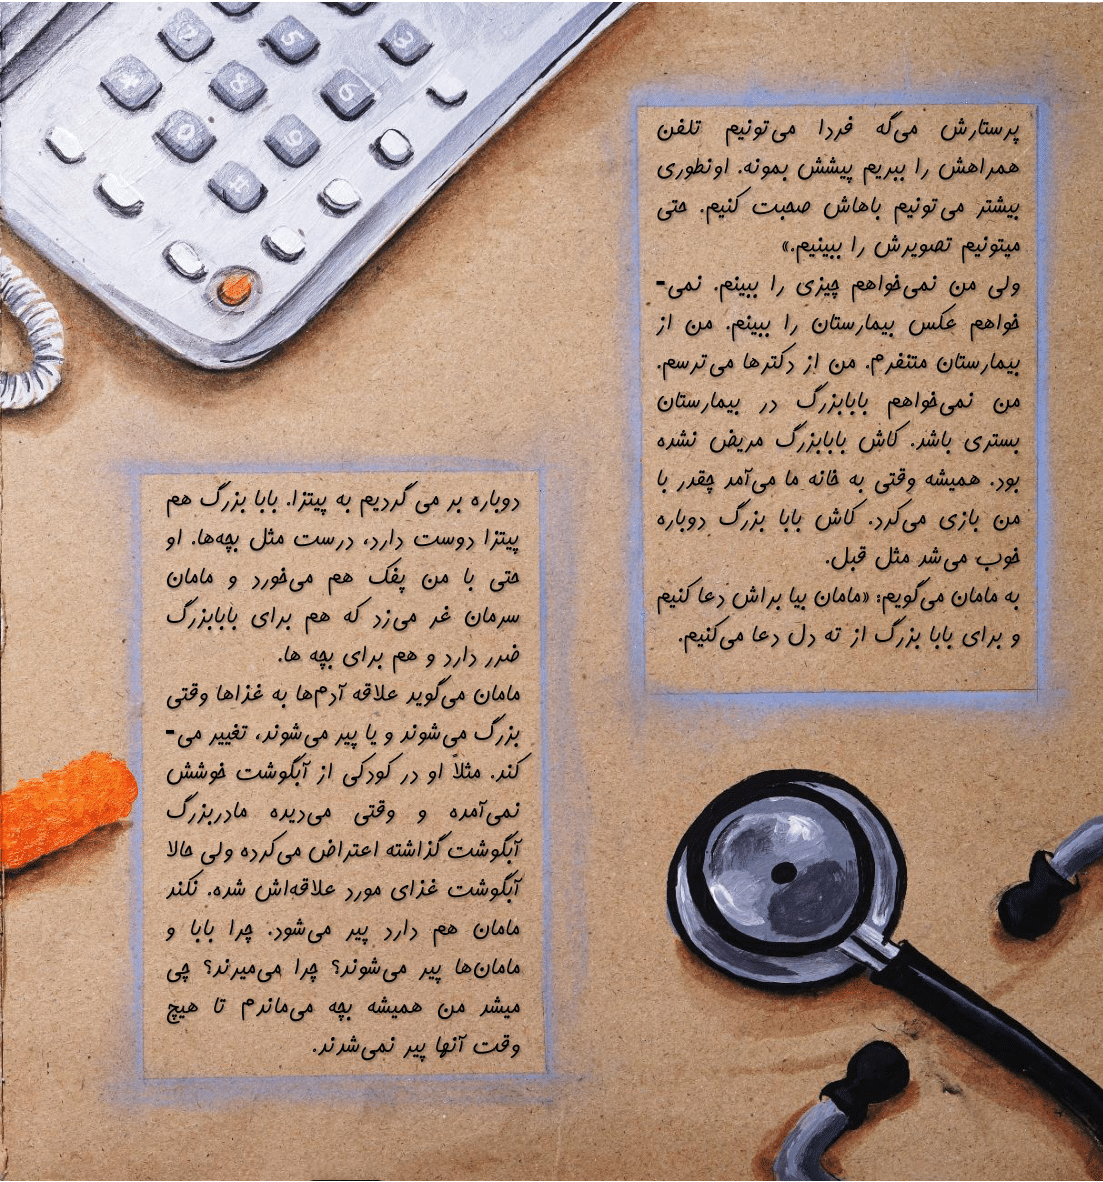 پرستارش می‌گه فردا می‌تونیم تلفن
همراهش را ببریم پیشش بمونه. اونطوری
بیشتر می‌تونیم باهاش صحبت کنیم. حتی
میتونیم تصویرش را ببینیم.»
ولی من نمی‌خواهم چیزی را ببینم. نمی-
خواهم عکس بیمارستان را ببینم. من از
بیمارستان متنفرم. من از دکترها می‌ترسم.
من نمی‌خواهم بابابزرگ در بیمارستان
بستری باشد. کاش بابابزرگ مریض نشده
بود. همیشه وقتی به خانه ما می‌آمد چقدر با
من بازی می‌کرد. کاش بابا بزرگ دوباره
خوب می‌شد مثل قبل.
به مامان می‌گویم: «مامان بیا براش دعا کنیم
و برای بابا بزرگ از ته دل دعا می‌کنیم.
دوباره بر می گردیم به پیتزا. بابا بزرگ هم
پیتزا دوست دارد، درست مثل بچه‌ها. او
حتی با من پفک هم می‌خورد و مامان
سرمان غر می‌زد که هم برای بابابزرگ
ضرر دارد و هم برای بچه ها.
مامان می‌گوید علاقه آدم‌ها به غذاها وقتی
بزرگ می‌شوند و یا پیر می‌شوند، تغییر می-
کند. مثلاً او در کودکی از آبگوشت خوشش
نمی‌آمده و وقتی می‌دیده مادربزرگ
آبگوشت گذاشته اعتراض می‌کرده ولی حالا
آبگوشت غذای مورد علاقه‌اش شده. نکند
مامان هم دارد پیر می‌شود. چرا بابا و
مامان‌ها پیر می‌شوند؟ چرا می‌میرند؟ چی
میشد من همیشه بچه می‌ماندم تا هیچ
وقت آنها پیر نمی‌شدند.
7 5 3
* 8 6
0 9
#